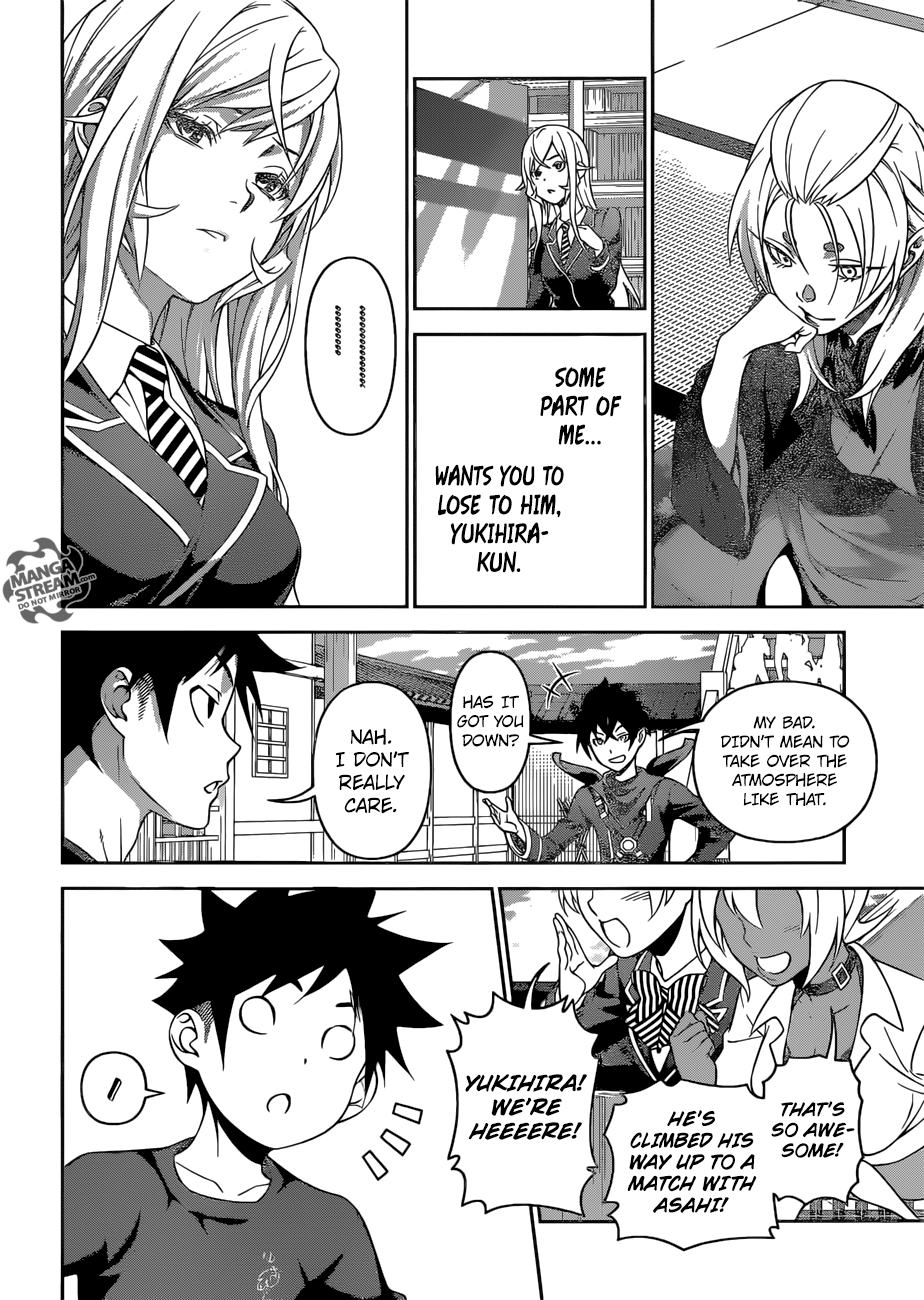 SOME
PART OF
ME...
WANTS YOU TO
LOSE TO HIM,
YUKIHIRA-
KUN.
.........................
MANGA
STREAM.com
DO NOT MIRROR
MY BAD.
DIDN'T MEAN TO
TAKE OVER THE
ATMOSPHERE
LIKE THAT.
HAS IT
GOT YOU
DOWN?
NAH.
I DON'T
REALLY
CARE.
THAT'S
SO AWE-
SOME!
HE'S
CLIMBED HIS
WAY UP TO A
MATCH WITH
ASAHI!
YUKIHIRA!
WE'RE
HEEEERE!